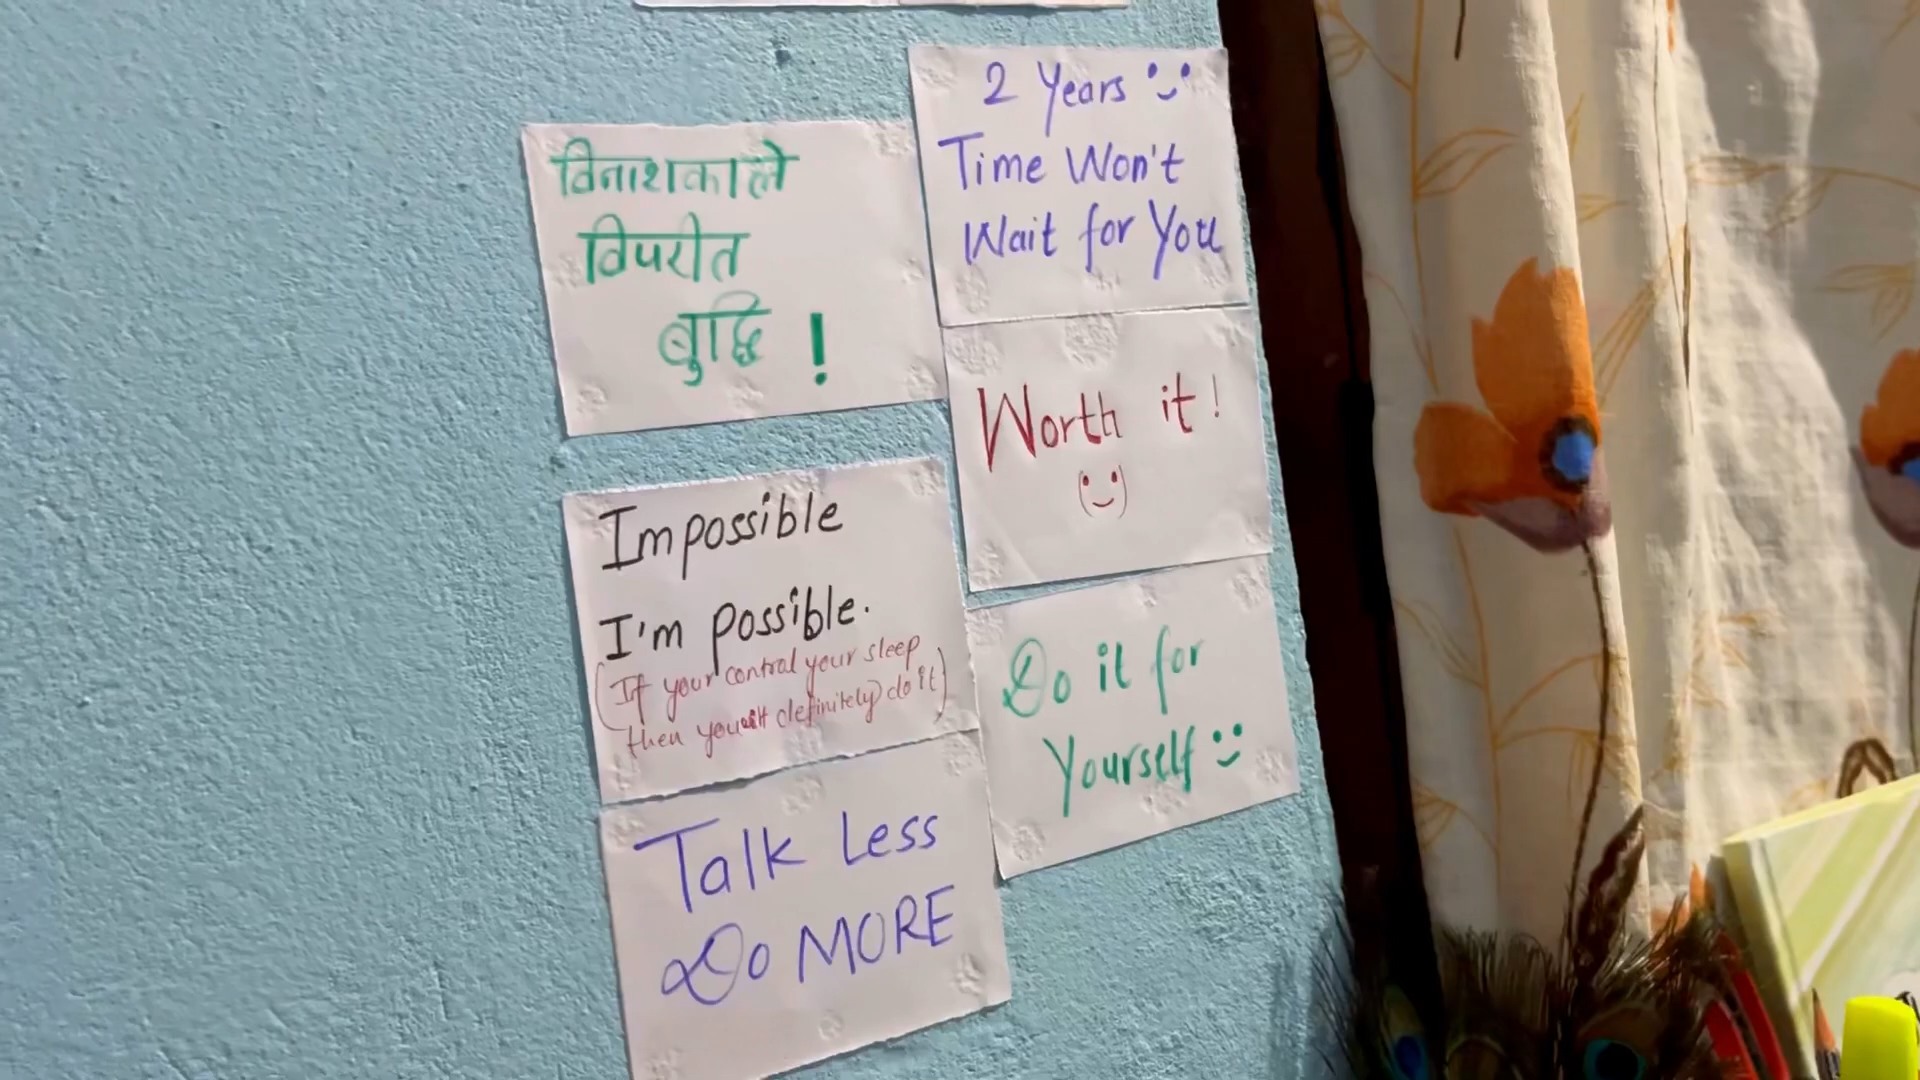 विनाशकाले
विपरीत
बुद्धि !
2 Years
Time Won't
Wait for You
Worth it!
Impossible
I'm possible.
(If your control your sleep
then you will definitely do it)
Do it for
Yourself
Talk Less
Do MORE